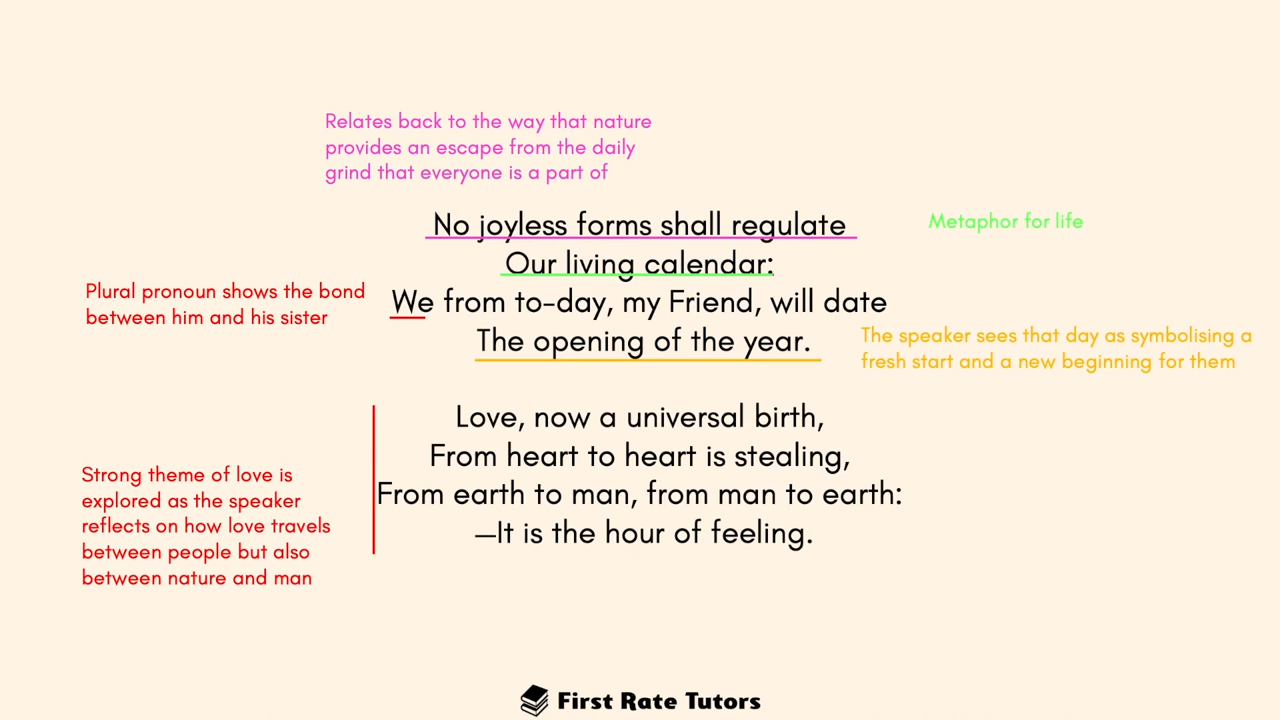 Relates back to the way that nature
provides an escape from the daily
grind that everyone is a part of
No joyless forms shall regulate
Metaphor for life
Our living calendar:
Plural pronoun shows the bond
between him and his sister
We from to-day, my Friend, will date
The opening of the year.
The speaker sees that day as symbolising a
fresh start and a new beginning for them
Love, now a universal birth,
From heart to heart is stealing,
From earth to man, from man to earth:
—It is the hour of feeling.
Strong theme of love is
explored as the speaker
reflects on how love travels
between people but also
between nature and man
First Rate Tutors